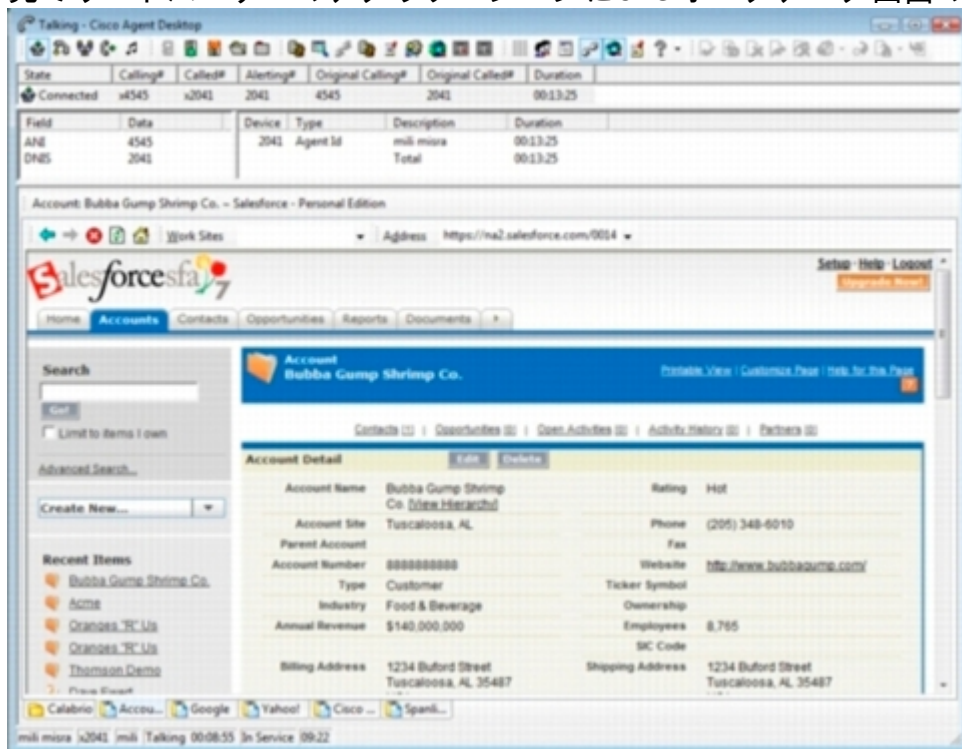 Talking - Cisco Agent Desktop
State Calling# Called# Alerting# Original Calling# Original Called# Duration
Connected x4545 x2041 2041 4545 2041 00:13:25
Field Data Device Type Description Duration
ANI 4545 2041 Agent Id mili misra 00:13:25
DNIS 2041 Total 00:13:25
Account: Bubba Gump Shrimp Co. ~ Salesforce - Personal Edition
Work Sites Address https://na2.salesforce.com/0014
Salesforce sfa 7
Setup · Help · Logout
Upgrade Now!
Home Accounts Contacts Opportunities Reports Documents
Search
Go!
Limit to items I own
Advanced Search...
Create New...
Recent Items
Bubba Gump Shrimp Co.
Acme
Oranges "R" Us
Oranges "R" Us
Thomson Demo
Account
Bubba Gump Shrimp Co.
Printable View | Customize Page | Help for this Page
Contacts [1] | Opportunities [0] | Open Activities [0] | Activity History [0] | Partners [0]
Account Detail Edit Delete
Account Name Bubba Gump Shrimp Rating Hot
Co. [View Hierarchy]
Account Site Tuscaloosa, AL Phone (205) 348-6010
Parent Account Fax
Account Number 8888888888 Website http://www.bubbagump.com/
Type Customer Ticker Symbol
Industry Food & Beverage Ownership
Annual Revenue $140,000,000 Employees 8,765
SIC Code
Billing Address 1234 Buford Street Shipping Address 1234 Buford Street
Tuscaloosa, AL 35487 Tuscaloosa, AL 35487
Calabrio Accou... Google Yahoo! Cisco ... Spanli...
mili misra x2041 mili Talking 00:08:55 In Service 09:22